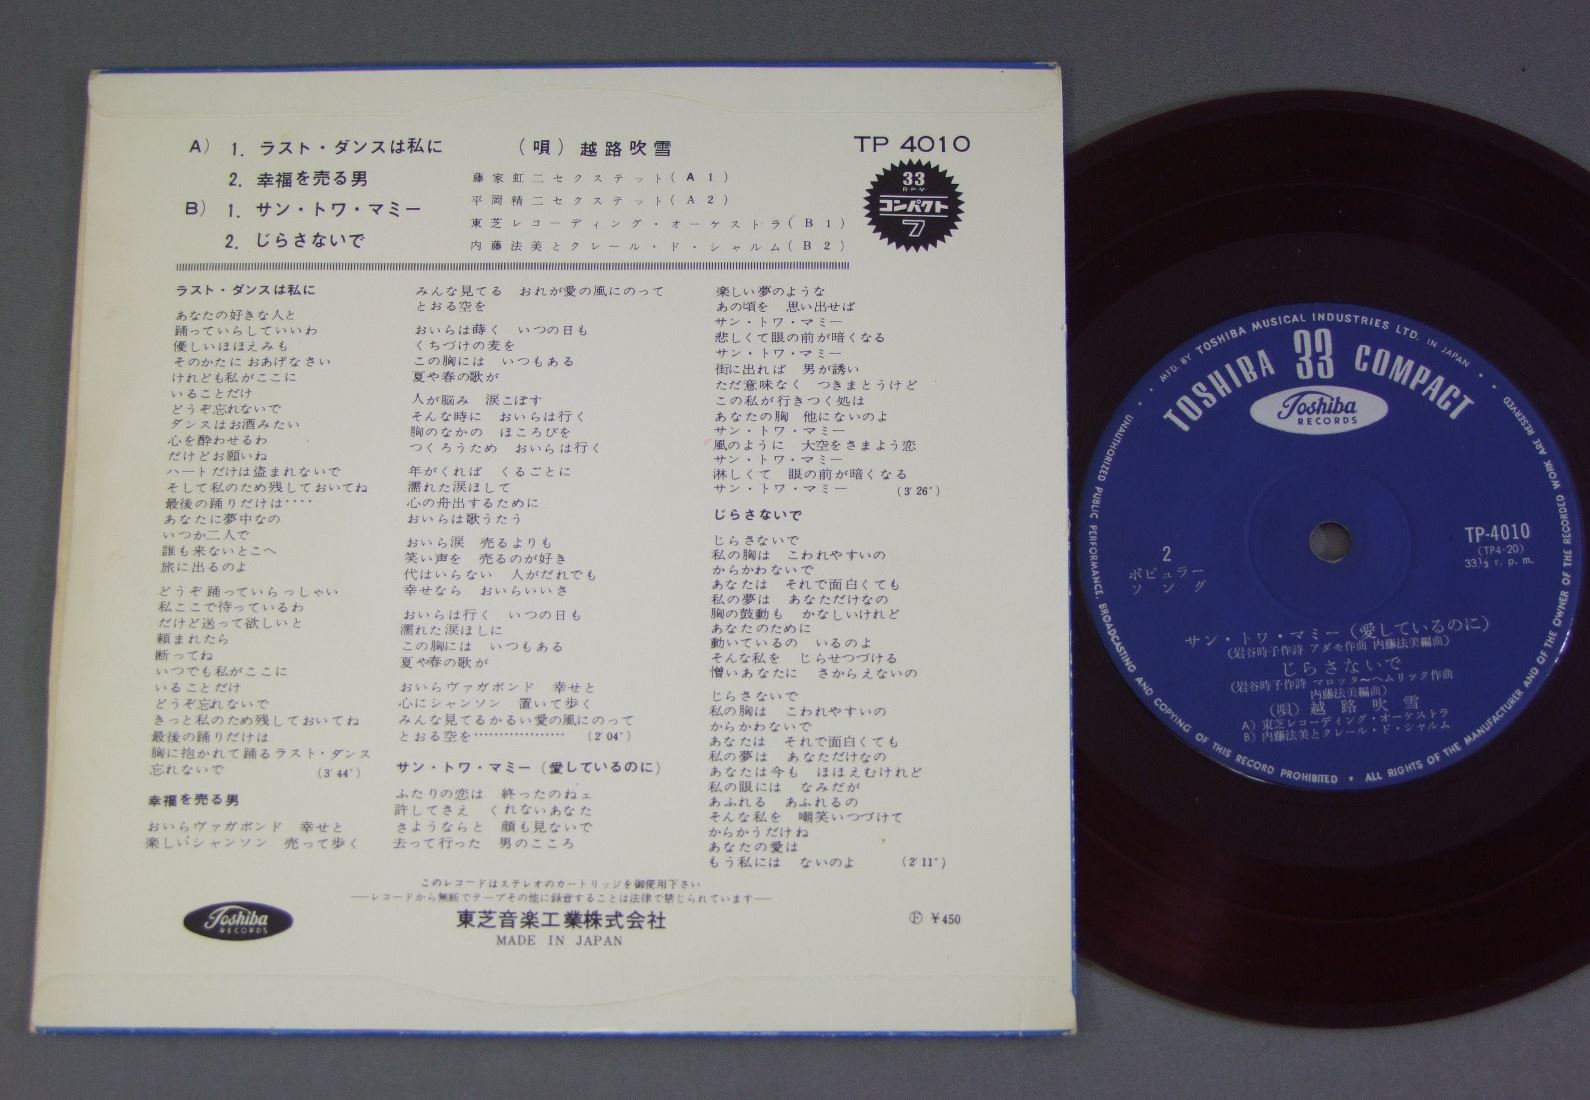 A) 1. ラスト・ダンスは私に
2. 幸福を売る男
B) 1. サン・トワ・マミー
2. じらさないで
(唄) 越路吹雪
藤家虹二セクステット(A1)
平岡精二セクステット(A2)
東芝レコーディング・オーケストラ(B1)
内藤法美とクレール・ド・シャルム(B2)
TP 4010
33
RPM
コンパクト
7
ラスト・ダンスは私に
あなたの好きな人と
踊っていらしていいわ
優しいほほえみも
そのかたに おあげなさい
けれども私がここに
いることだけ
どうぞ忘れないで
ダンスはお酒みたい
心を酔わせるわ
だけどお願いね
ハートだけは盗まれないで
そして私のため残しておいてね
最後の踊りだけは････
あなたに夢中なの
いつか二人で
誰も来ないとこへ
旅に出るのよ
どうぞ踊っていらっしゃい
私ここで待っているわ
だけど送って欲しいと
頼まれたら
断ってね
いつでも私がここに
いることだけ
どうぞ忘れないで
きっと私のため残しておいてね
最後の踊りだけは
胸に抱かれて踊るラスト・ダンス
忘れないで (3′44″)
幸福を売る男
おいらヴァガボンド 幸せと
楽しいシャンソン 売って歩く
みんな見てる おれが愛の風にのって
とおる空を
おいらは蒔く いつの日も
くちづけの麦を
この胸には いつもある
夏や春の歌が
人が脳み 涙こぼす
そんな時に おいらは行く
胸のなかの ほころびを
つくろうため おいらは行く
年がくれば くるごとに
濡れた涙ほして
心の舟出するために
おいらは歌うたう
おいら涙 売るよりも
笑い声を 売るのが好き
代はいらない 人がだれでも
幸せなら おいらいいさ
おいらは行く いつの日も
濡れた涙ほしに
この胸には いつもある
夏や春の歌が
おいらヴァガボンド 幸せと
心にシャンソン 置いて歩く
みんな見てるかるい愛の風にのって
とおる空を･････････････････ (2′04″)
サン・トワ・マミー(愛しているのに)
ふたりの恋は 終ったのねェ
許してさえ くれないあなた
さようならと 顔も見ないで
去って行った 男のこころ
楽しい夢のような
あの頃を 思い出せば
サン・トワ・マミー
悲しくて眼の前が暗くなる
サン・トワ・マミー
街に出れば 男が誘い
ただ意味なく つきまとうけど
この私が行きつく処は
あなたの胸 他にないのよ
サン・トワ・マミー
風のように 大空をさまよう恋
サン・トワ・マミー
淋しくて 眼の前が暗くなる
サン・トワ・マミー (3′26″)
じらさないで
じらさないで
私の胸は こわれやすいの
からかわないで
あなたは それで面白くても
私の夢は あなただけなの
胸の鼓動も かなしいけれど
あなたのために
動いているの いるのよ
そんな私を じらせつづける
憎いあなたに さからえないの
じらさないで
私の胸は こわれやすいの
からかわないで
あなたは それで面白くても
私の夢は あなただけなの
あなたは今も ほほえむけれど
私の眼には なみだが
あふれる あふれるの
そんな私を 嘲笑いつづけて
からかうだけね
あなたの愛は
もう私には ないのよ (2′11″)
このレコードはステレオのカートリッジを御使用下さい
──レコードから無断でテープその他に録音することは法律で禁じられています──
Toshiba
RECORDS
東芝音楽工業株式会社
MADE IN JAPAN
Ⓕ ¥450
• MFD. BY TOSHIBA MUSICAL INDUSTRIES LTD. IN JAPAN •
TOSHIBA 33 COMPACT
Toshiba
RECORDS
2
ポピュラー
ソング
TP-4010
(TP4-20)
33⅓ r. p. m.
サン・トワ・マミー(愛しているのに)
(岩谷時子作詩 アダモ作曲 内藤法美編曲)
じらさないで
(岩谷時子作詩 マロッタ〜ヘムリック作曲
内藤法美編曲)
(唄) 越路吹雪
A) 東芝レコーディング・オーケストラ
B) 内藤法美とクレール・ド・シャルム
UNAUTHORIZED PUBLIC PERFORMANCE, BROADCASTING AND COPYING OF THIS RECORD PROHIBITED • ALL RIGHTS OF THE MANUFACTURER AND OF THE OWNER OF THE RECORDED WORK ARE RESERVED